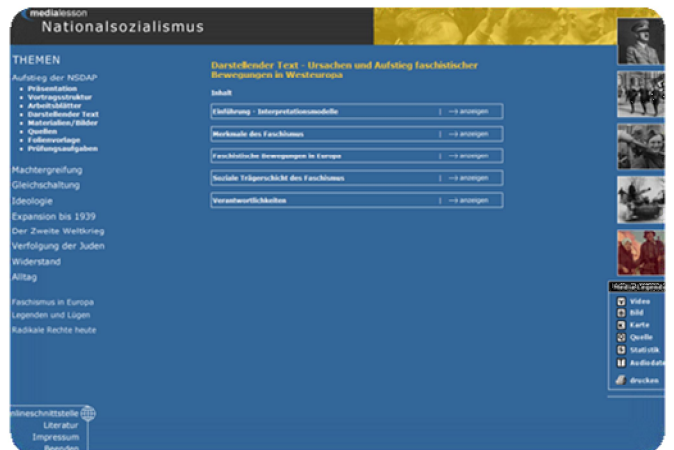 medialesson
Nationalsozialismus
THEMEN
Aufstieg der NSDAP
Präsentation
Vortragsstruktur
Arbeitsblätter
Darstellender Text
Materialien/Bilder
Quellen
Folienvorlage
Prüfungsaufgaben
Machtergreifung
Gleichschaltung
Ideologie
Expansion bis 1939
Der Zweite Weltkrieg
Verfolgung der Juden
Widerstand
Alltag
Faschismus in Europa
Legenden und Lügen
Radikale Rechte heute
nlineschnittstelle
Literatur
Impressum
Beenden
Darstellender Text - Ursachen und Aufstieg faschistischer
Bewegungen in Westeuropa
Inhalt
Einführung - Interpretationsmodelle | → anzeigen
Merkmale des Faschismus | → anzeigen
Faschistische Bewegungen in Europa | → anzeigen
Soziale Trägerschicht des Faschismus | → anzeigen
Verantwortlichkeiten | → anzeigen
Media-Legende
Video
Bild
Karte
Quelle
Statistik
Audiodate
drucken